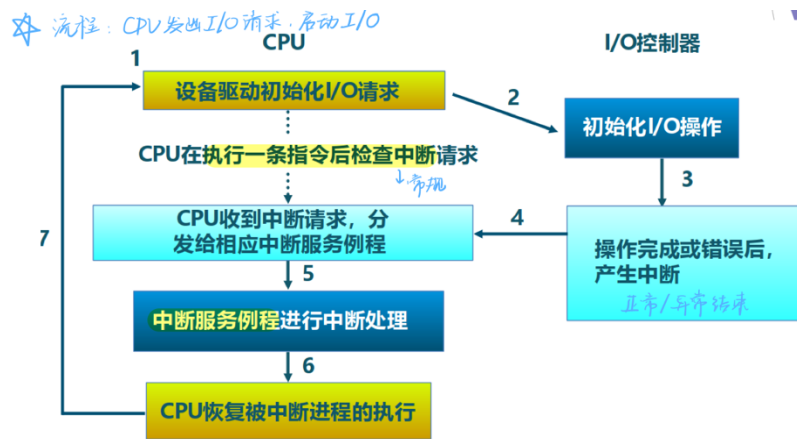 ☆ 流程：CPU发出I/O请求，启动I/O
CPU
I/O控制器
1
设备驱动初始化I/O请求
2
初始化I/O操作
CPU在执行一条指令后检查中断请求
↓常规
3
CPU收到中断请求，分
发给相应中断服务例程
4
操作完成或错误后，
产生中断
正常/异常结束
7
5
中断服务例程进行中断处理
6
CPU恢复被中断进程的执行